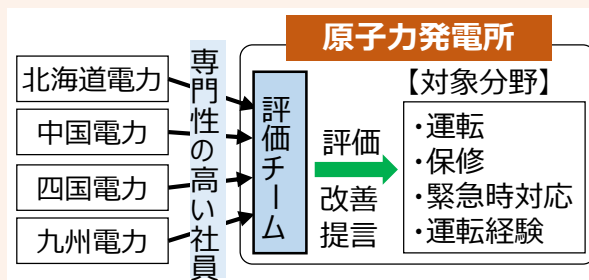 原子力発電所
北海道電力
中国電力
四国電力
九州電力
専門性の高い社員
評価チーム
評価
改善
提言
【対象分野】
・運転
・保修
・緊急時対応
・運転経験